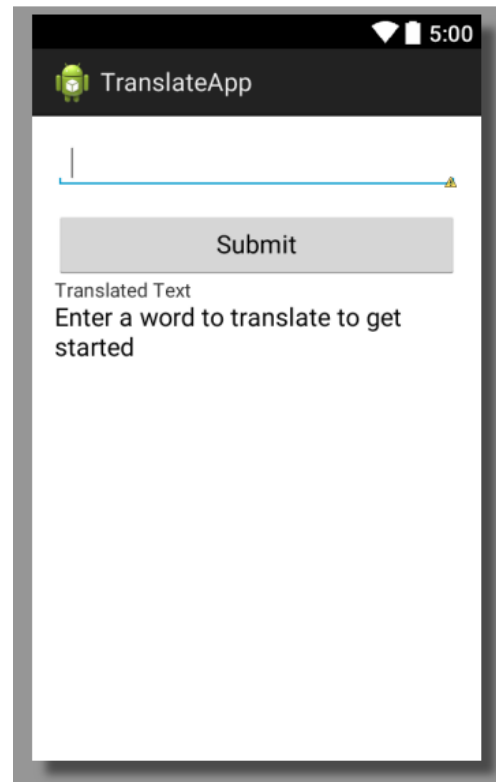 5:00
TranslateApp
Submit
Translated Text
Enter a word to translate to get
started